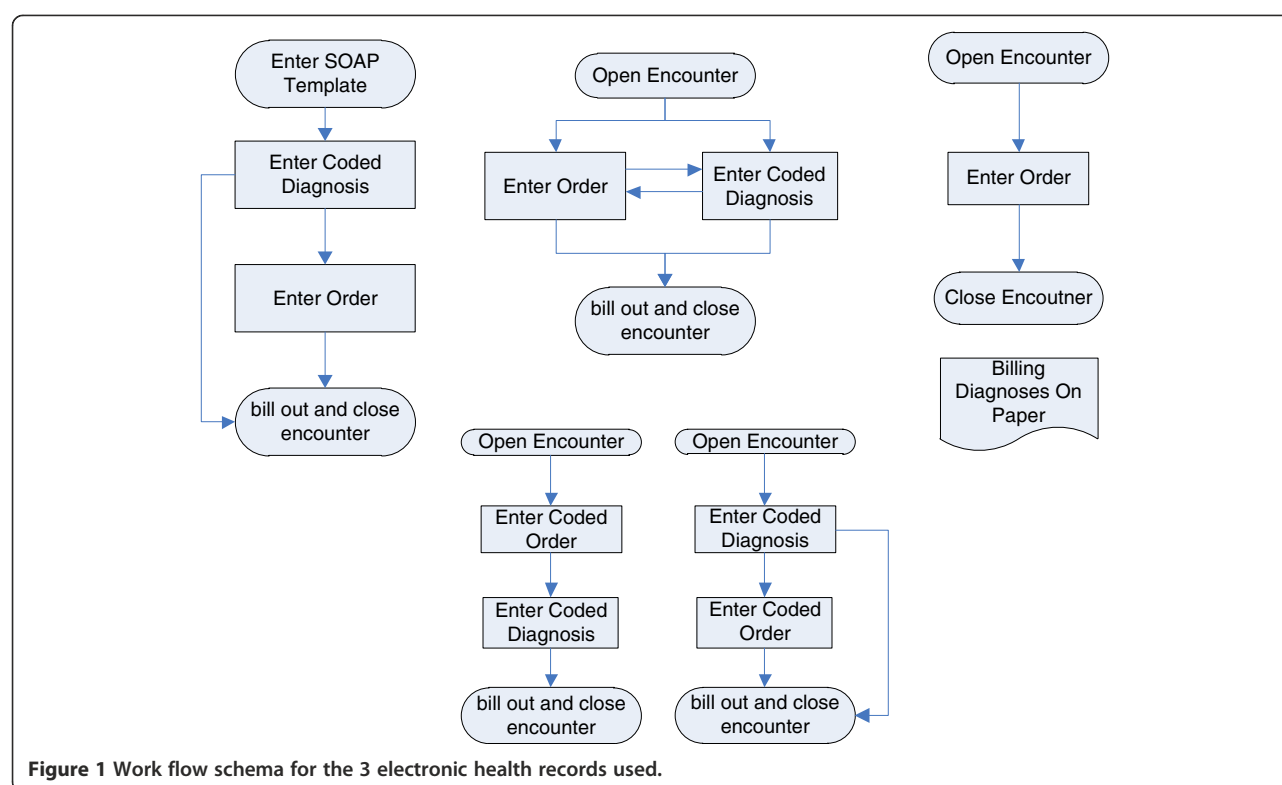 Enter SOAP
Template
Enter Coded
Diagnosis
Enter Order
bill out and close
encounter
Open Encounter
Enter Order
Enter Coded
Diagnosis
bill out and close
encounter
Open Encounter
Enter Order
Close Encoutner
Billing
Diagnoses On
Paper
Open Encounter
Enter Coded
Order
Enter Coded
Diagnosis
bill out and close
encounter
Open Encounter
Enter Coded
Diagnosis
Enter Coded
Order
bill out and close
encounter
Figure 1 Work flow schema for the 3 electronic health records used.